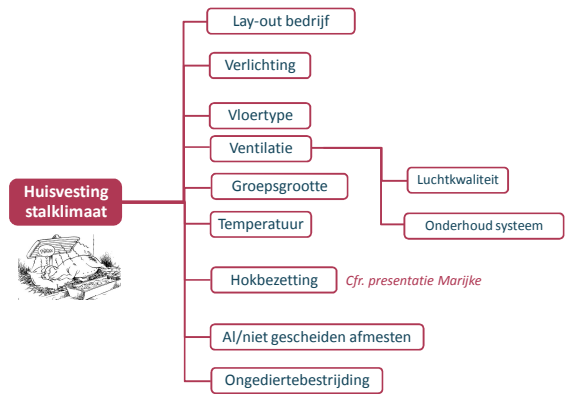 Lay-out bedrijf
Verlichting
Vloertype
Ventilatie
Luchtkwaliteit
Huisvesting
stalklimaat
Groepsgrootte
Temperatuur
Onderhoud systeem
Hokbezetting Cfr. presentatie Marijke
Al/niet gescheiden afmesten
Ongediertebestrijding